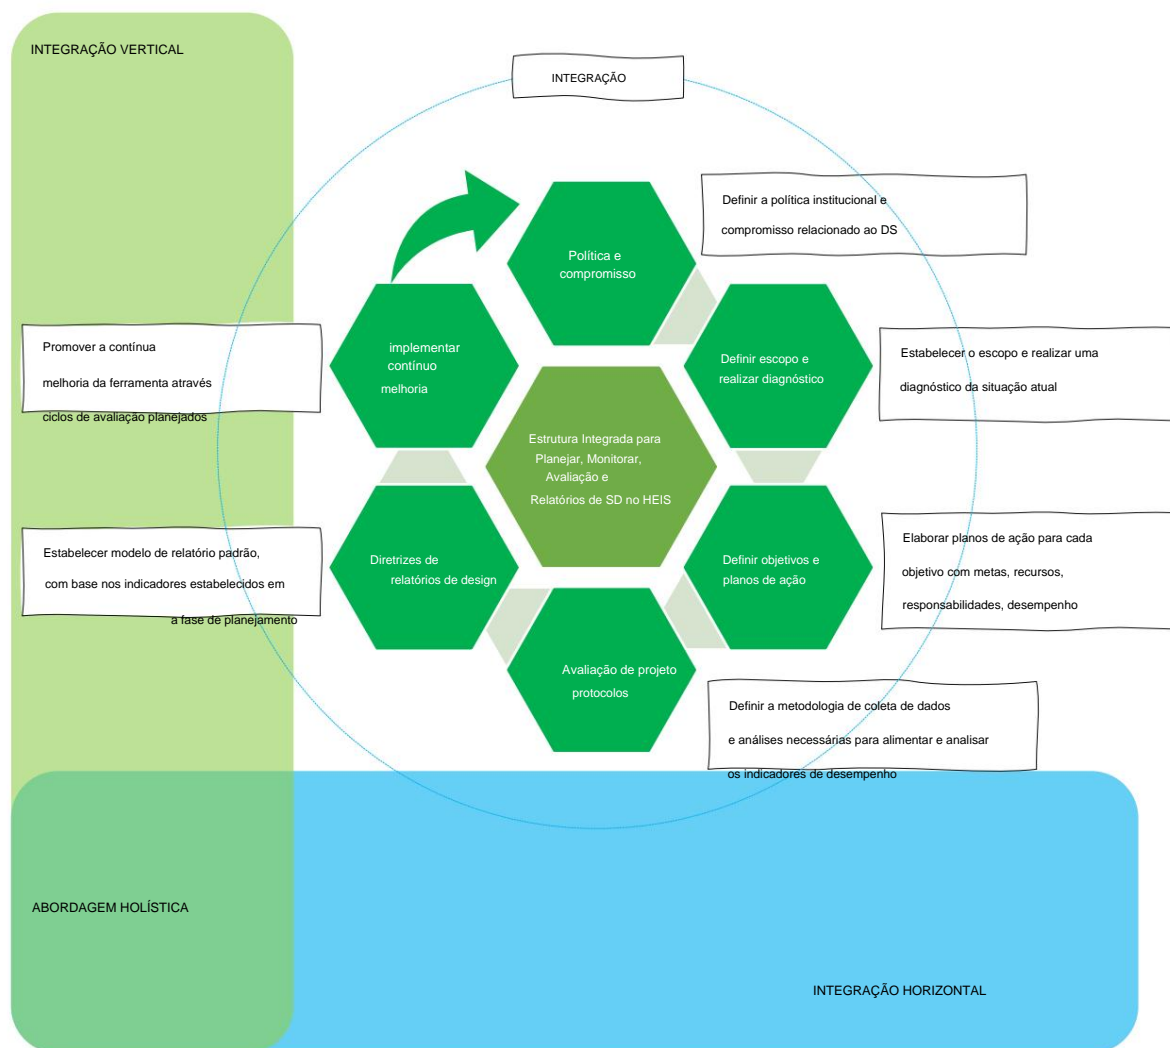 INTEGRAÇÃO VERTICAL
INTEGRAÇÃO
Definir a política institucional e
compromisso relacionado ao DS
Política e
compromisso
Promover a contínua
melhoria da ferramenta através
ciclos de avaliação planejados
implementar
contínuo
melhoria
Definir escopo e
realizar diagnóstico
Estabelecer o escopo e realizar uma
diagnóstico da situação atual
Estrutura Integrada para
Planejar, Monitorar,
Avaliação e
Relatórios de SD no HEIS
Estabelecer modelo de relatório padrão,
com base nos indicadores estabelecidos em
a fase de planejamento
Diretrizes de
relatórios de design
Definir objetivos e
planos de ação
Elaborar planos de ação para cada
objetivo com metas, recursos,
responsabilidades, desempenho
Avaliação de projeto
protocolos
Definir a metodologia de coleta de dados
e análises necessárias para alimentar e analisar
os indicadores de desempenho
ABORDAGEM HOLÍSTICA
INTEGRAÇÃO HORIZONTAL